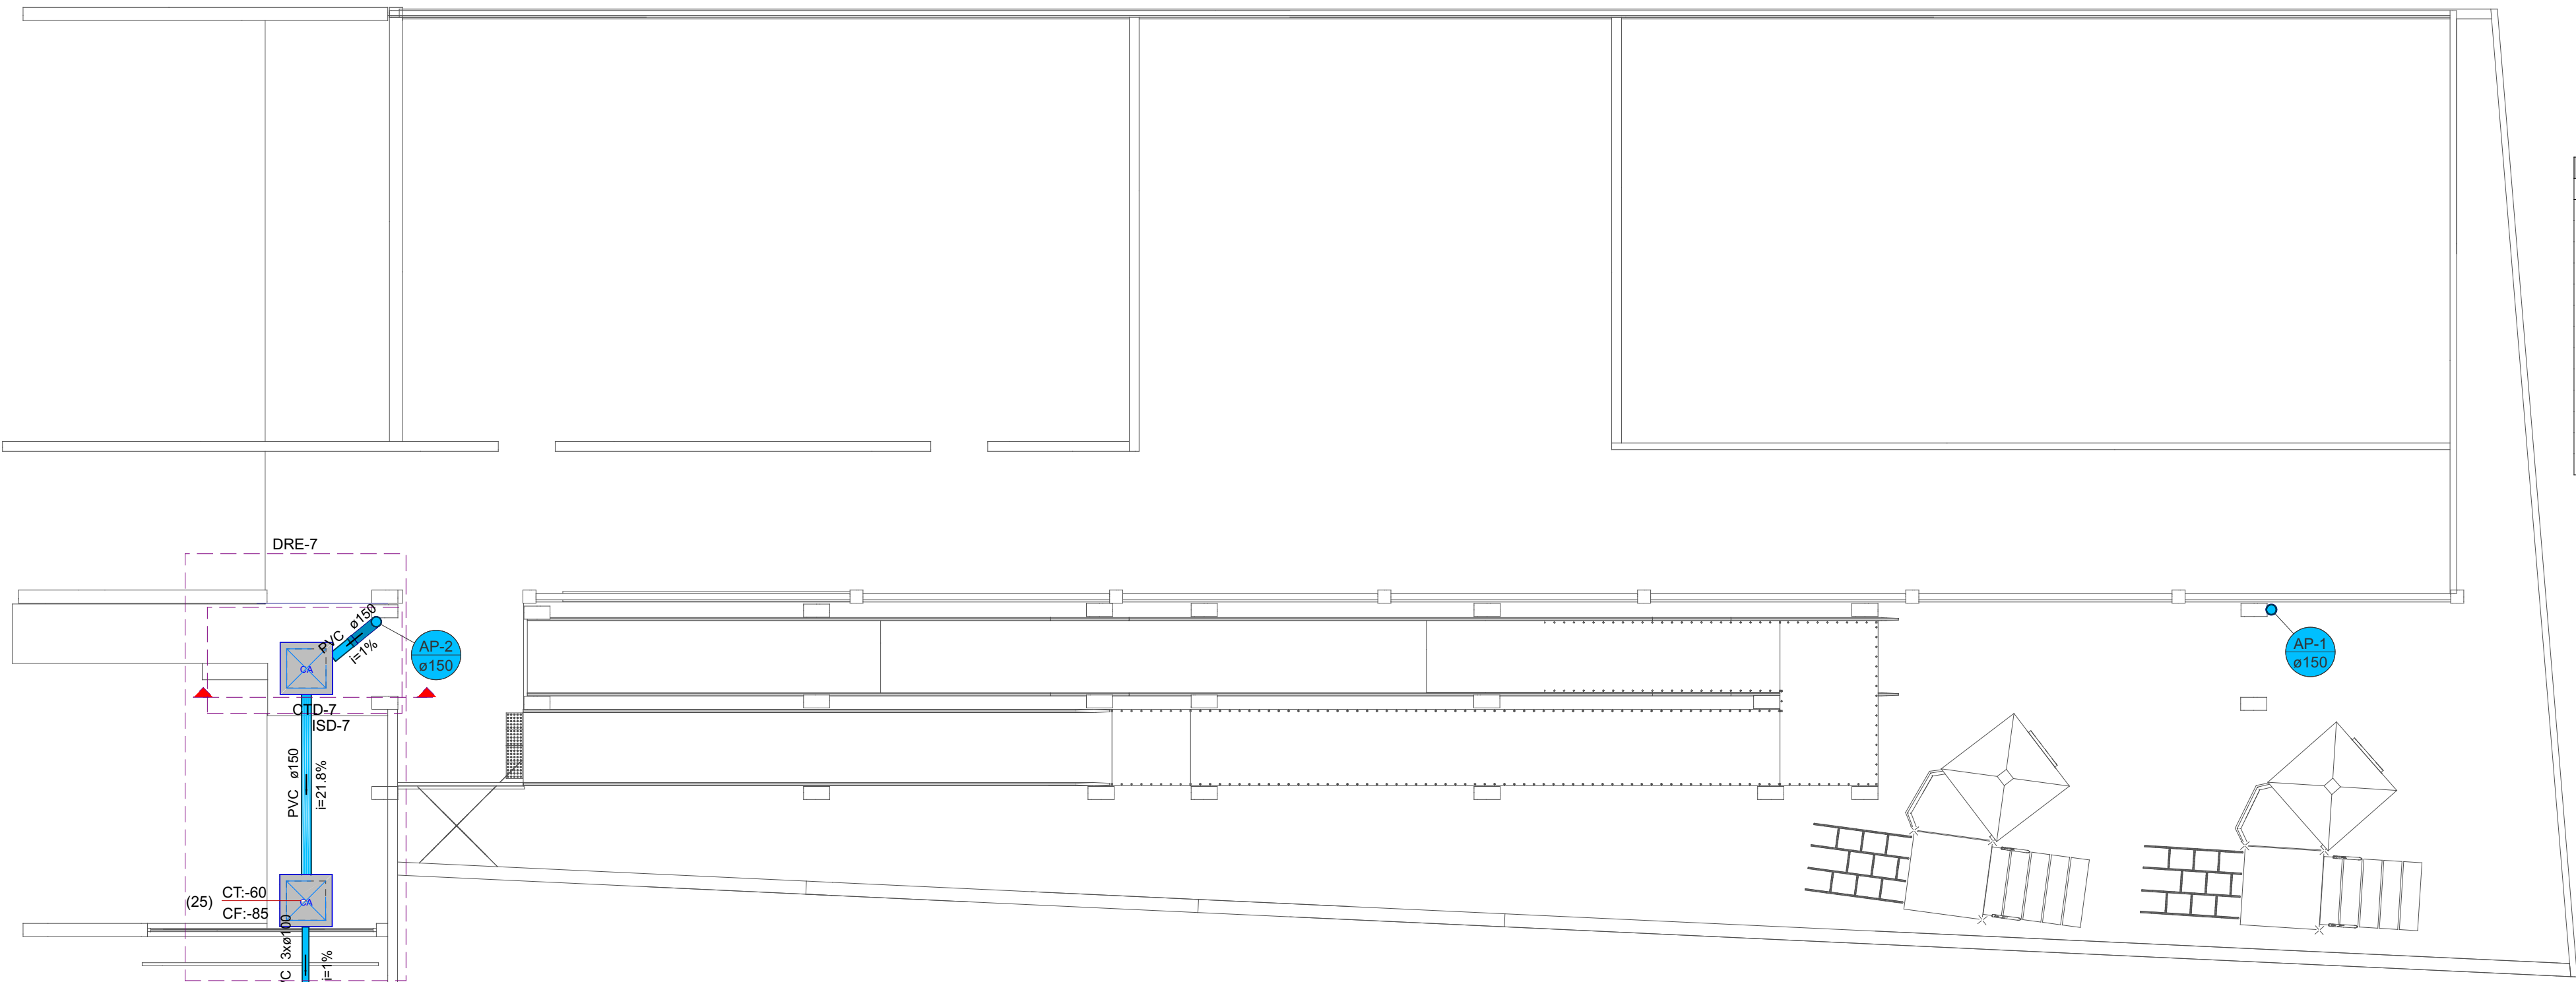 DRE-7
PVC ø150
i=1%
CA
AP-2
ø150
AP-1
ø150
CTD-7
ISD-7
PVC ø150
i=21.8%
(25)
CT:-60
CF:-85
CA
3xø100
i=1%